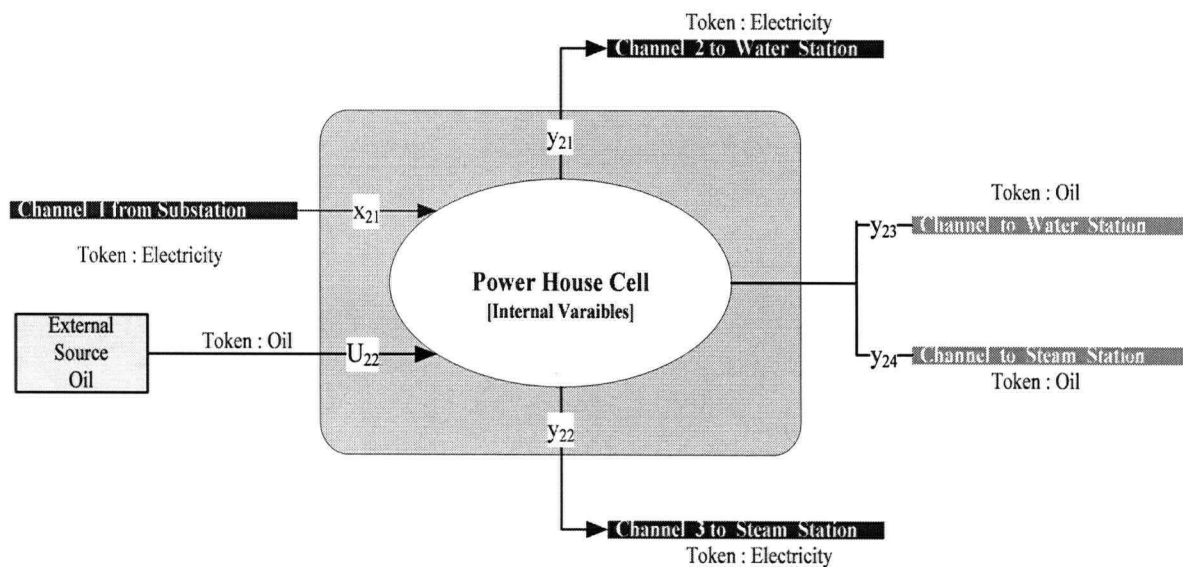 Token : Electricity
Channel 2 to Water Station
y21
Channel 1 from Substation
x21
Token : Electricity
Token : Oil
y23
Channel to Water Station
Power House Cell
[Internal Varaibles]
External
Source
Oil
Token : Oil
U22
y24
Channel to Steam Station
Token : Oil
y22
Channel 3 to Steam Station
Token : Electricity